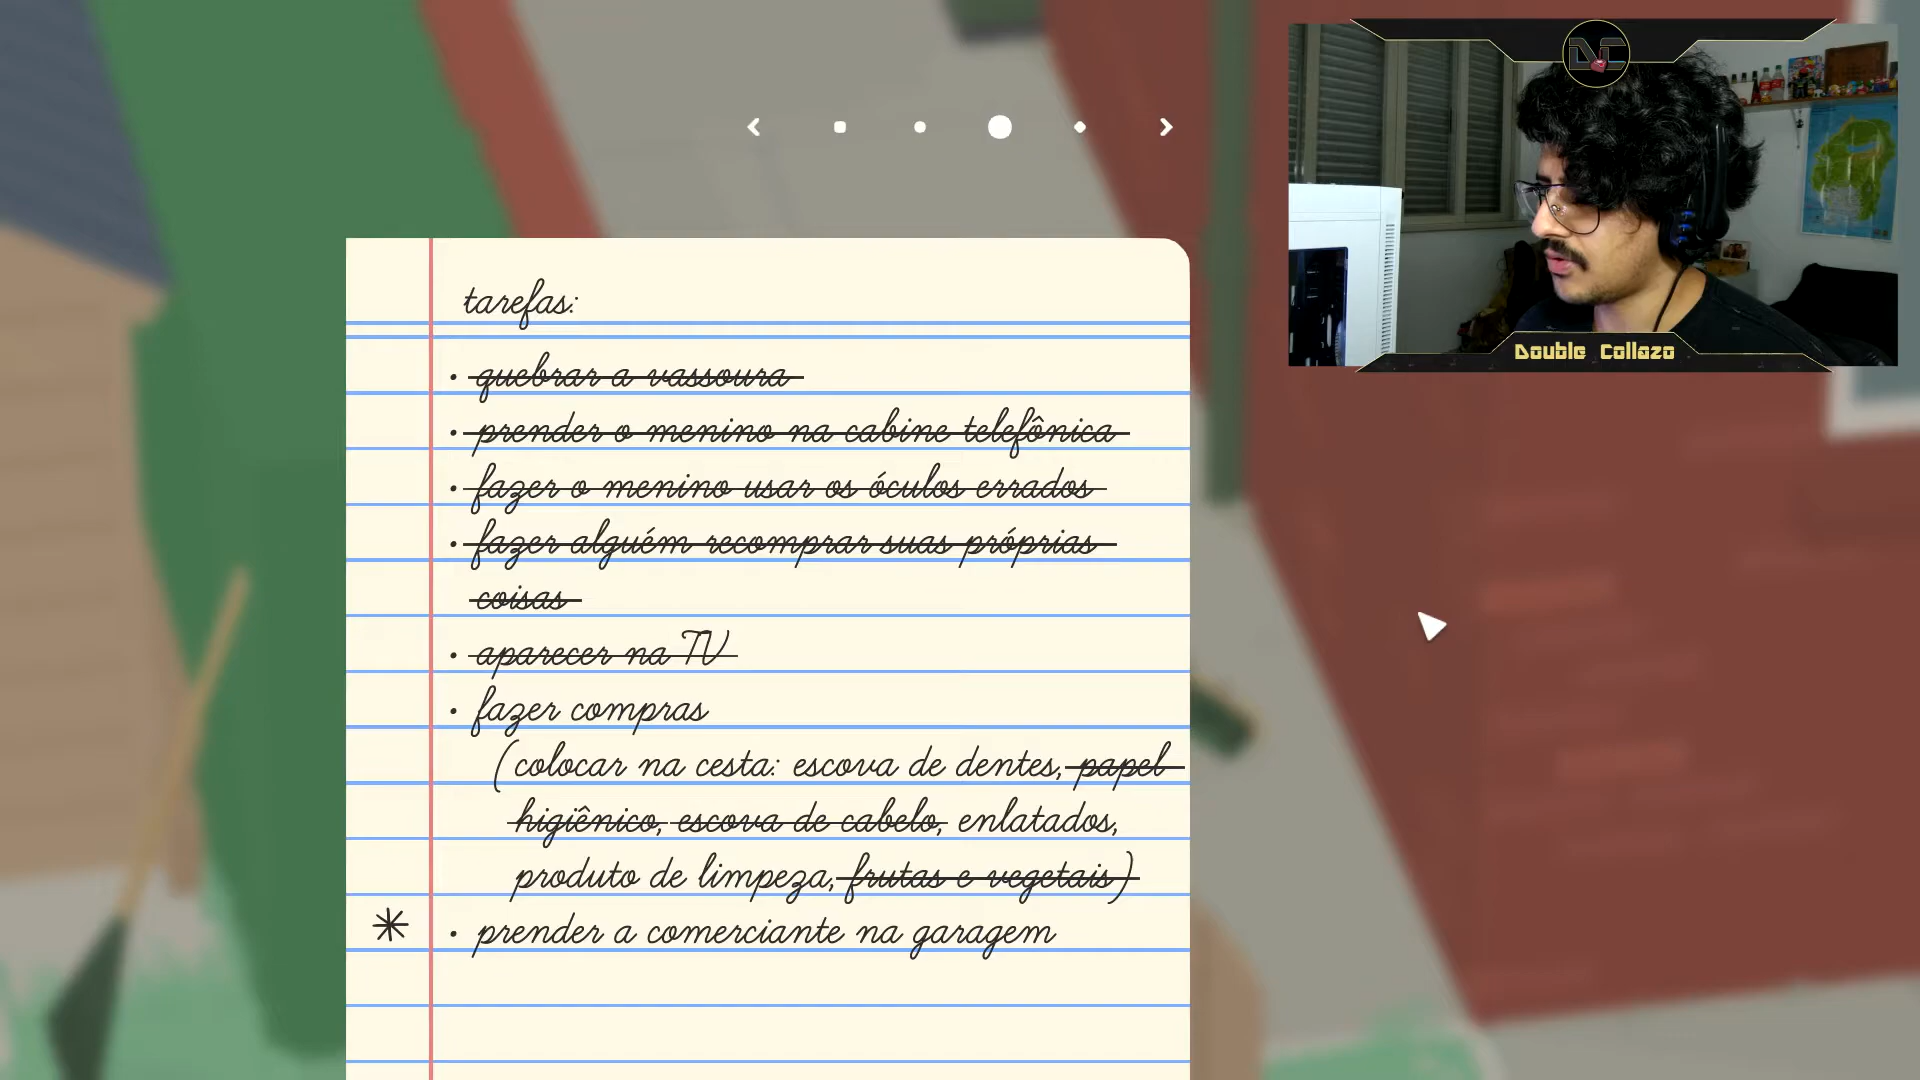 tarefas:
• quebrar a vassoura
• prender o menino na cabine telefônica
• fazer o menino usar os óculos errados
• fazer alguém recomprar suas próprias
coisas
• aparecer na TV
• fazer compras
(colocar na cesta: escova de dentes, papel
higiênico, escova de cabelo, enlatados,
produto de limpeza, frutas e vegetais)
• prender a comerciante na garagem
DC
Double Collazo